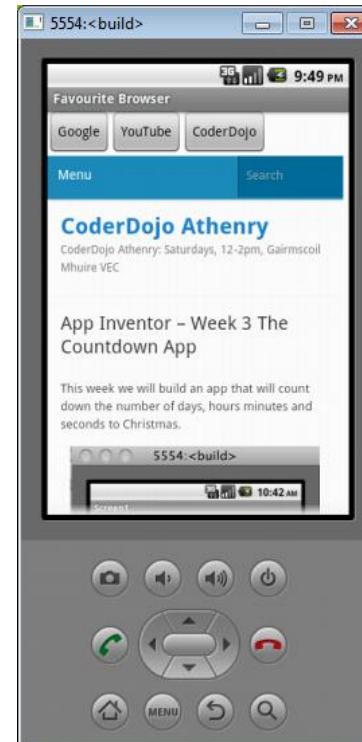 5554:<build>
3G 9:49 PM
Favourite Browser
Google YouTube CoderDojo
Menu Search
CoderDojo Athenry
CoderDojo Athenry: Saturdays, 12-2pm, Gairmscoil
Mhuire VEC
App Inventor – Week 3 The
Countdown App
This week we will build an app that will count
down the number of days, hours minutes and
seconds to Christmas.
5554:<build>
10:42 AM
Screen1
MENU